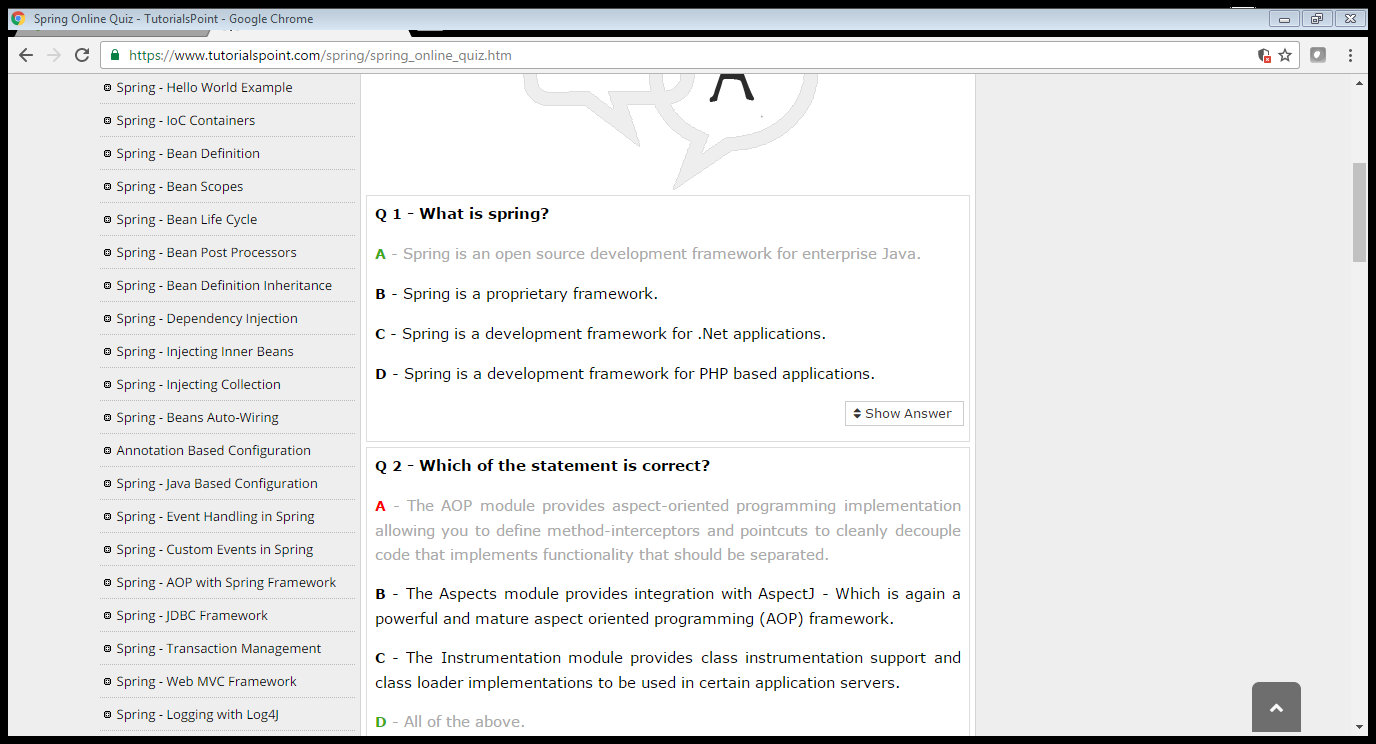 Spring Online Quiz - TutorialsPoint - Google Chrome
https://www.tutorialspoint.com/spring/spring_online_quiz.htm
Spring - Hello World Example
Spring - IoC Containers
Spring - Bean Definition
Spring - Bean Scopes
Spring - Bean Life Cycle
Spring - Bean Post Processors
Spring - Bean Definition Inheritance
Spring - Dependency Injection
Spring - Injecting Inner Beans
Spring - Injecting Collection
Spring - Beans Auto-Wiring
Annotation Based Configuration
Spring - Java Based Configuration
Spring - Event Handling in Spring
Spring - Custom Events in Spring
Spring - AOP with Spring Framework
Spring - JDBC Framework
Spring - Transaction Management
Spring - Web MVC Framework
Spring - Logging with Log4J
A
Q 1 - What is spring?
A - Spring is an open source development framework for enterprise Java.
B - Spring is a proprietary framework.
C - Spring is a development framework for .Net applications.
D - Spring is a development framework for PHP based applications.
Show Answer
Q 2 - Which of the statement is correct?
A - The AOP module provides aspect-oriented programming implementation
allowing you to define method-interceptors and pointcuts to cleanly decouple
code that implements functionality that should be separated.
B - The Aspects module provides integration with AspectJ - Which is again a
powerful and mature aspect oriented programming (AOP) framework.
C - The Instrumentation module provides class instrumentation support and
class loader implementations to be used in certain application servers.
D - All of the above.